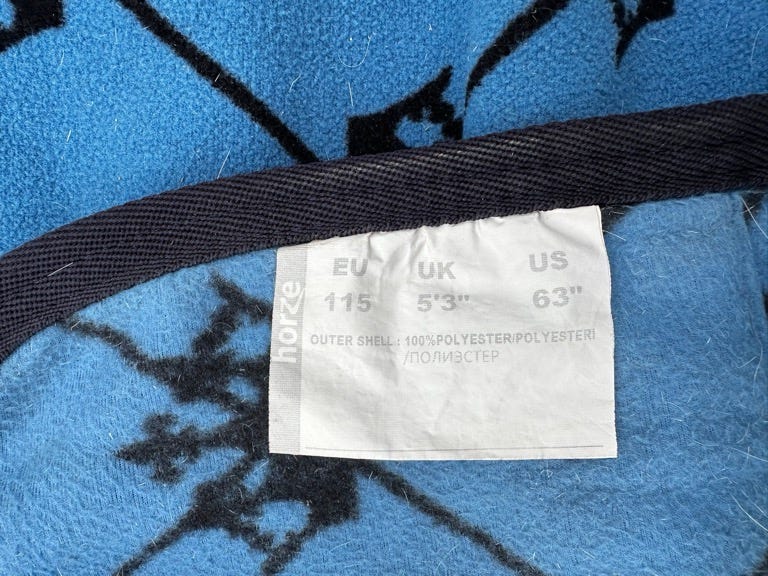 horze
EU UK US
115 5'3" 63"
OUTER SHELL: 100%POLYESTER/POLYESTERI
/ПОЛИЭСТЕР